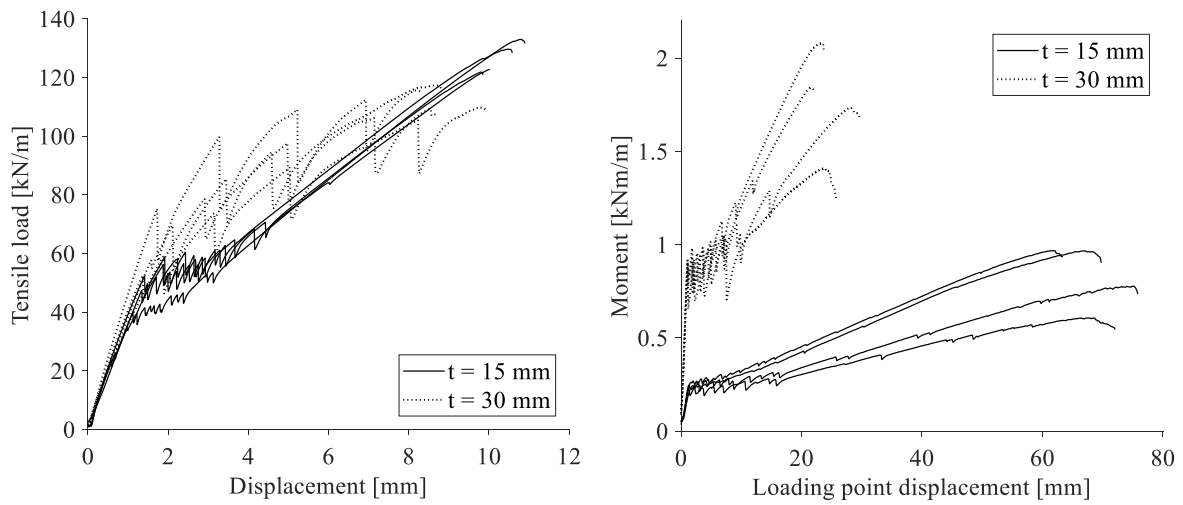 140
120
100
80
60
40
20
0
Tensile load [kN/m]
0 2 4 6 8 10 12
Displacement [mm]
t = 15 mm
t = 30 mm
2
1.5
1
0.5
0
Moment [kNm/m]
0 20 40 60 80
Loading point displacement [mm]
t = 15 mm
t = 30 mm